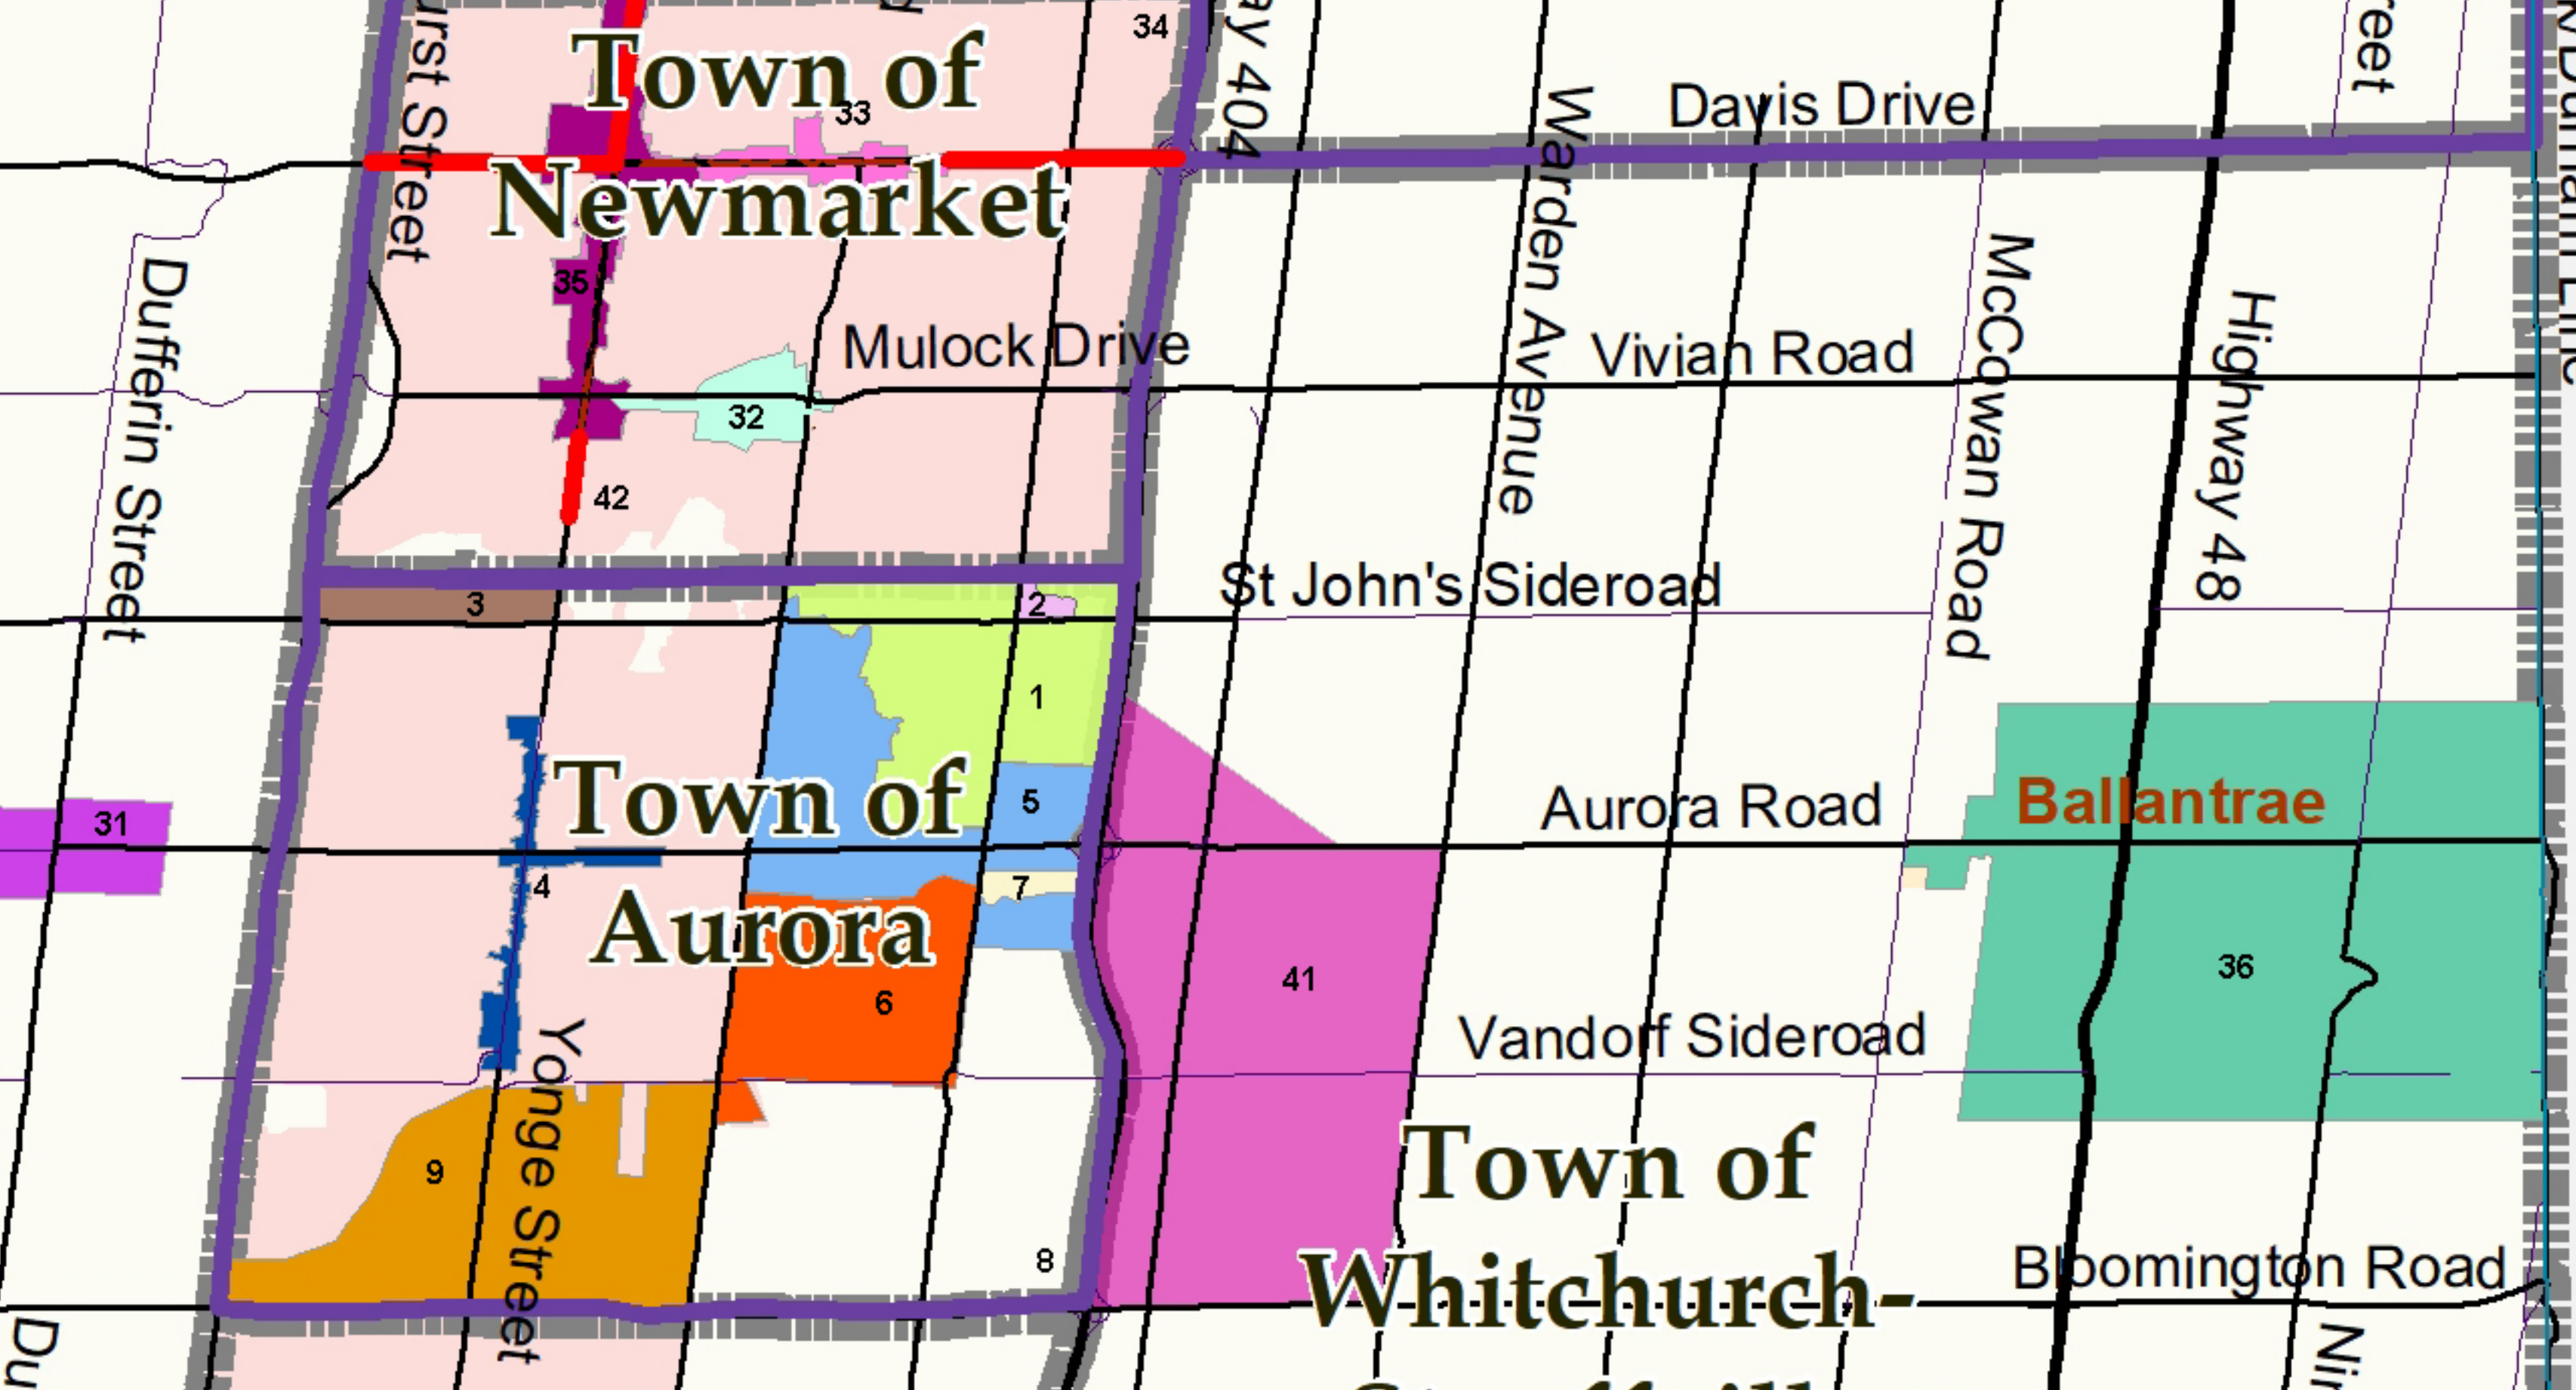 34
Town of
Newmarket
33
Davis Drive
Warden Avenue
Dufferin Street
35
Mulock Drive
Vivian Road
McCowan Road
Highway 48
32
42
3
2
St John's Sideroad
1
31
Town of
Aurora
5
Aurora Road
Ballantrae
4
7
6
41
36
Yonge Street
Vandorf Sideroad
9
Town of
Whitchurch-
8
Bloomington Road
404
Street